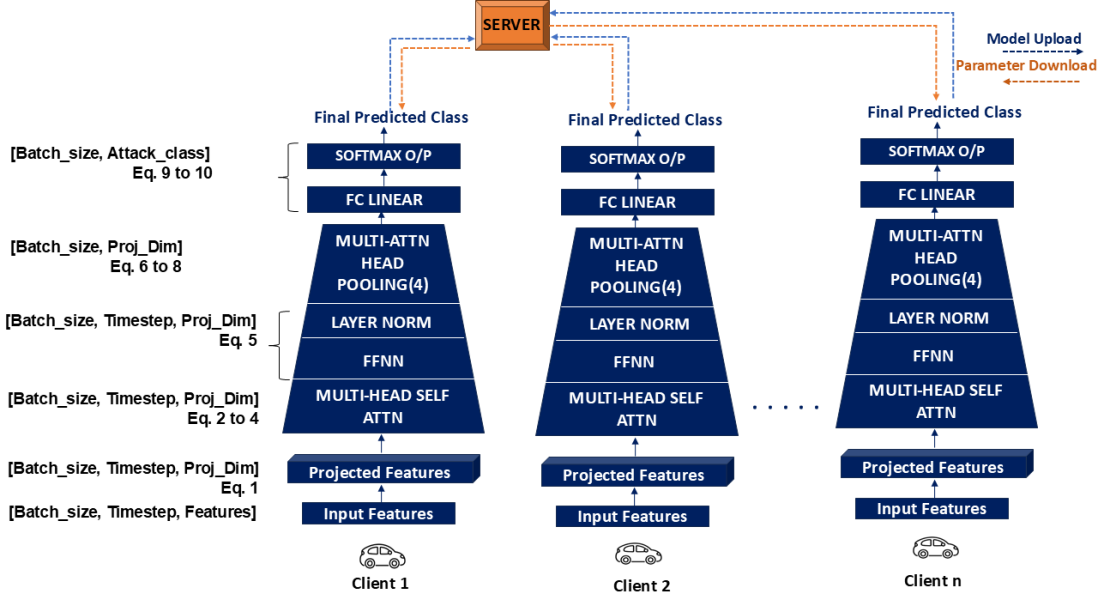 SERVER
Model Upload
Parameter Download
[Batch_size, Attack_class]
Eq. 9 to 10
[Batch_size, Proj_Dim]
Eq. 6 to 8
[Batch_size, Timestep, Proj_Dim]
Eq. 5
[Batch_size, Timestep, Proj_Dim]
Eq. 2 to 4
[Batch_size, Timestep, Proj_Dim]
Eq. 1
[Batch_size, Timestep, Features]
Final Predicted Class
SOFTMAX O/P
FC LINEAR
MULTI-ATTN
HEAD
POOLING(4)
LAYER NORM
FFNN
MULTI-HEAD SELF
ATTN
Projected Features
Input Features
Client 1
Final Predicted Class
SOFTMAX O/P
FC LINEAR
MULTI-ATTN
HEAD
POOLING(4)
LAYER NORM
FFNN
MULTI-HEAD SELF
ATTN
Projected Features
Input Features
Client 2
. . . . .
Final Predicted Class
SOFTMAX O/P
FC LINEAR
MULTI-ATTN
HEAD
POOLING(4)
LAYER NORM
FFNN
MULTI-HEAD SELF
ATTN
Projected Features
Input Features
Client n